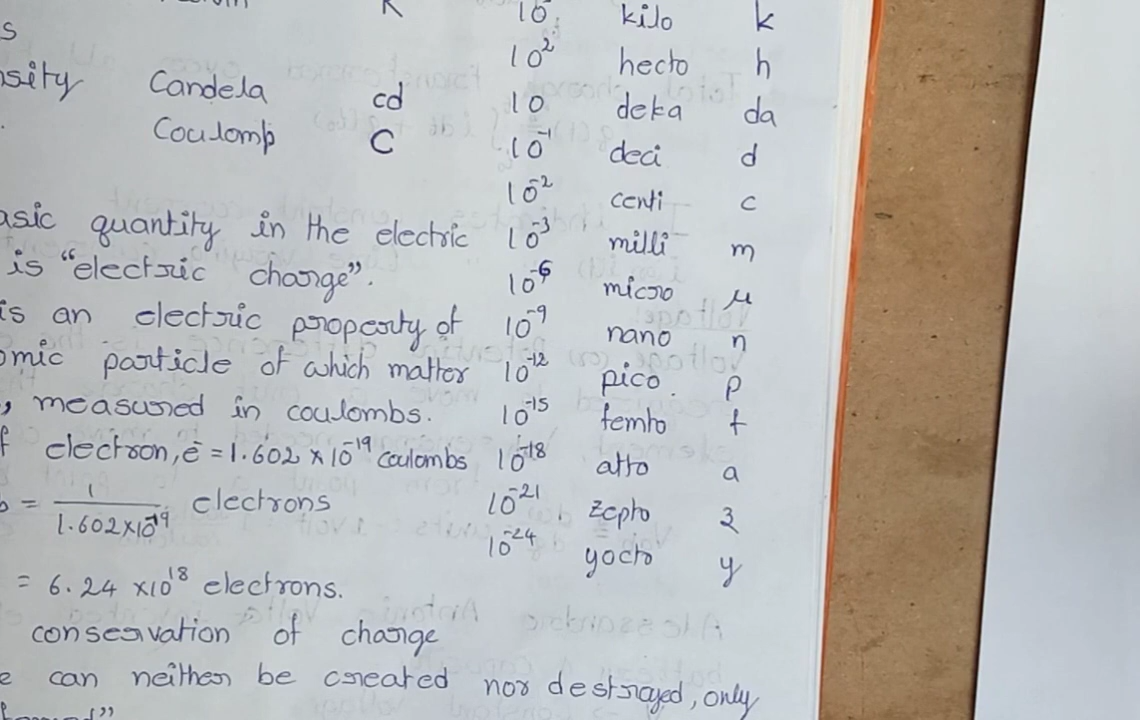 K 10 kilo k
s 10² hecto h
sity Candela cd 10 deka da
Coulomb C 10⁻¹ deci d
10⁻² centi c
asic quantity in the electric 10⁻³ milli m
is “electric charge”. 10⁻⁶ micro μ
is an electric property of 10⁻⁹ nano n
omic particle of which matter 10⁻¹² pico p
, measured in coulombs. 10⁻¹⁵ femto f
f electron, e⁻ = 1.602 × 10⁻¹⁹ coulombs 10⁻¹⁸ atto a
b = 1 / 1.602×10⁻¹⁹ electrons 10⁻²¹ zepto z
10⁻²⁴ yocto y
= 6.24 ×10¹⁸ electrons.
conservation of charge
e can neither be created nor destroyed, only